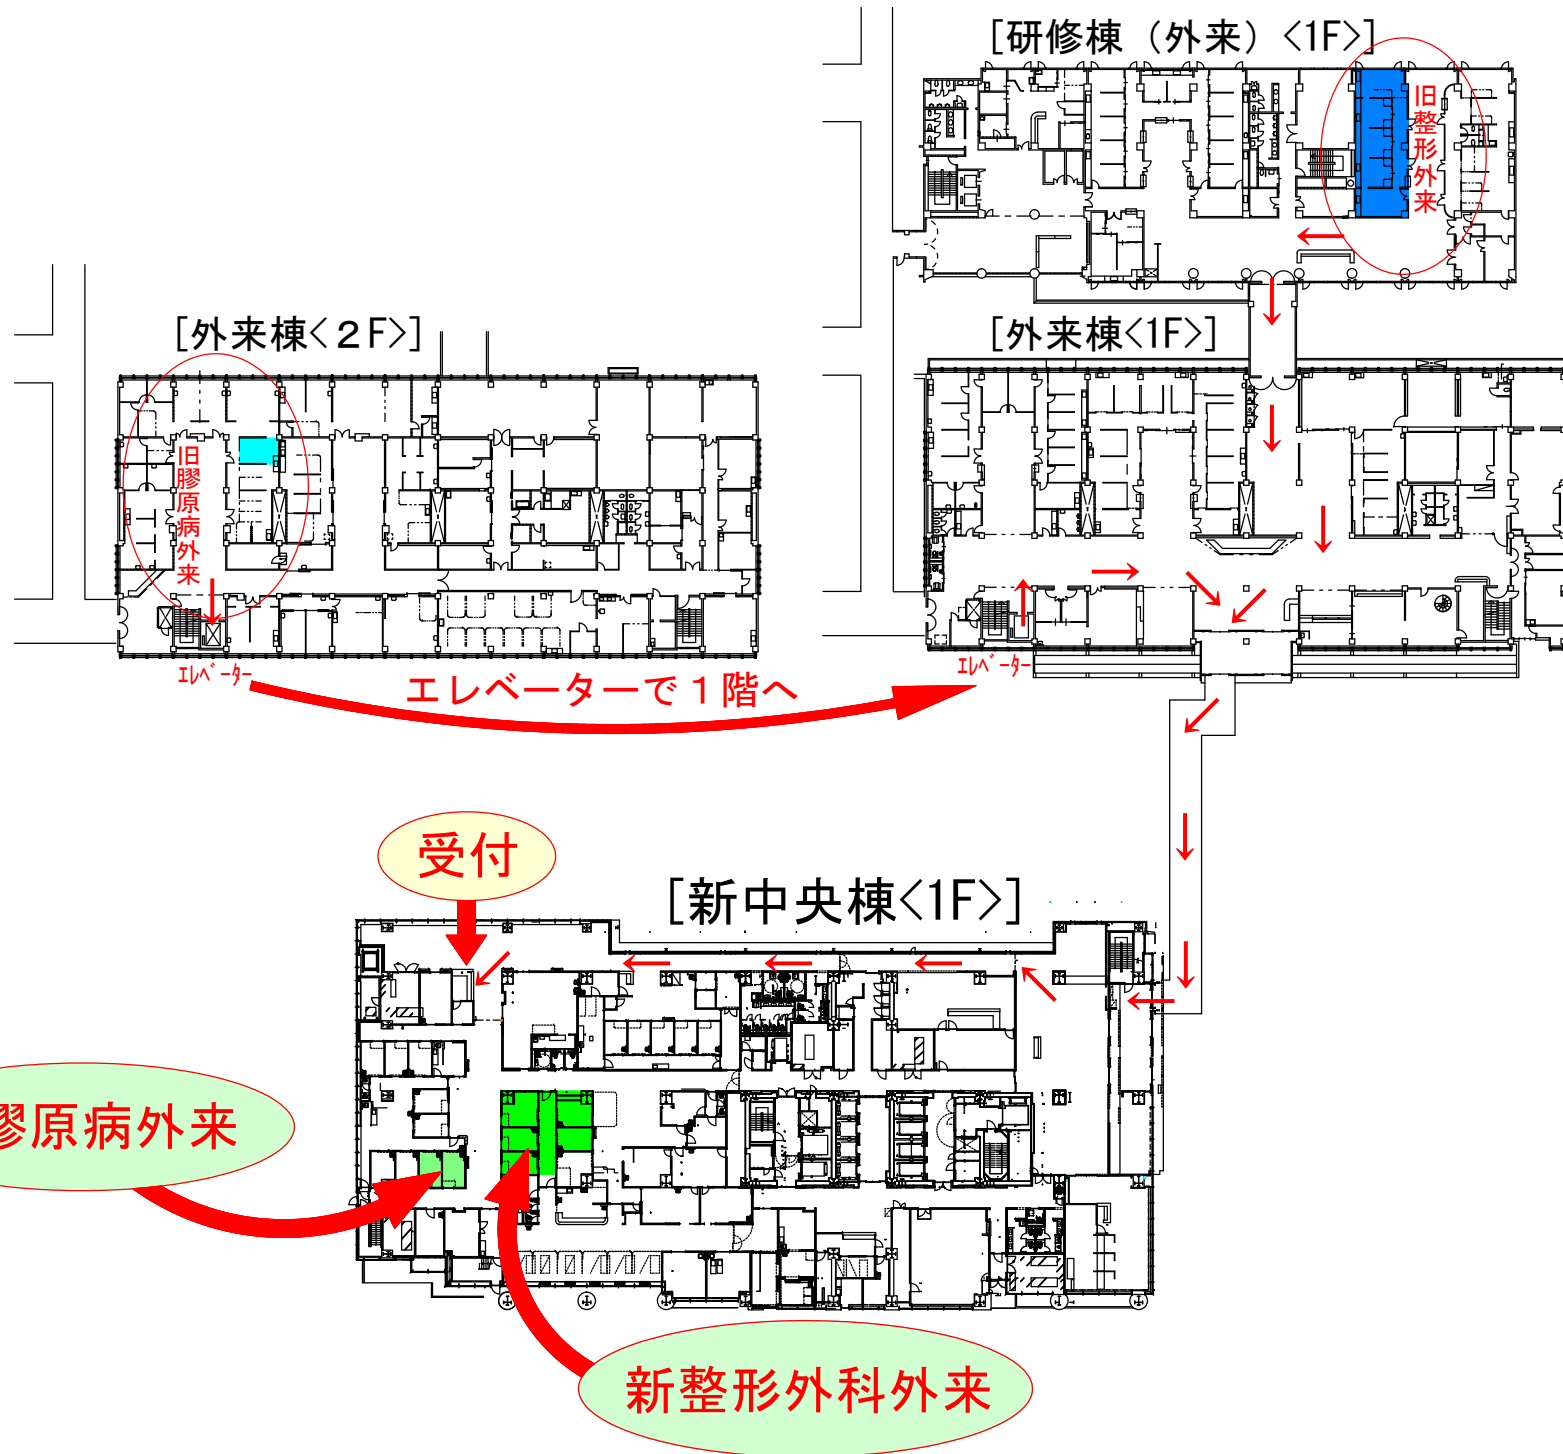 [研修棟（外来）<1F>]
旧整形外来
[外来棟<２F>]
[外来棟<1F>]
旧膠原病外来
ｴﾚﾍﾞｰﾀｰ
ｴﾚﾍﾞｰﾀｰ
エレベーターで１階へ
受付
[新中央棟<1F>]
膠原病外来
新整形外科外来